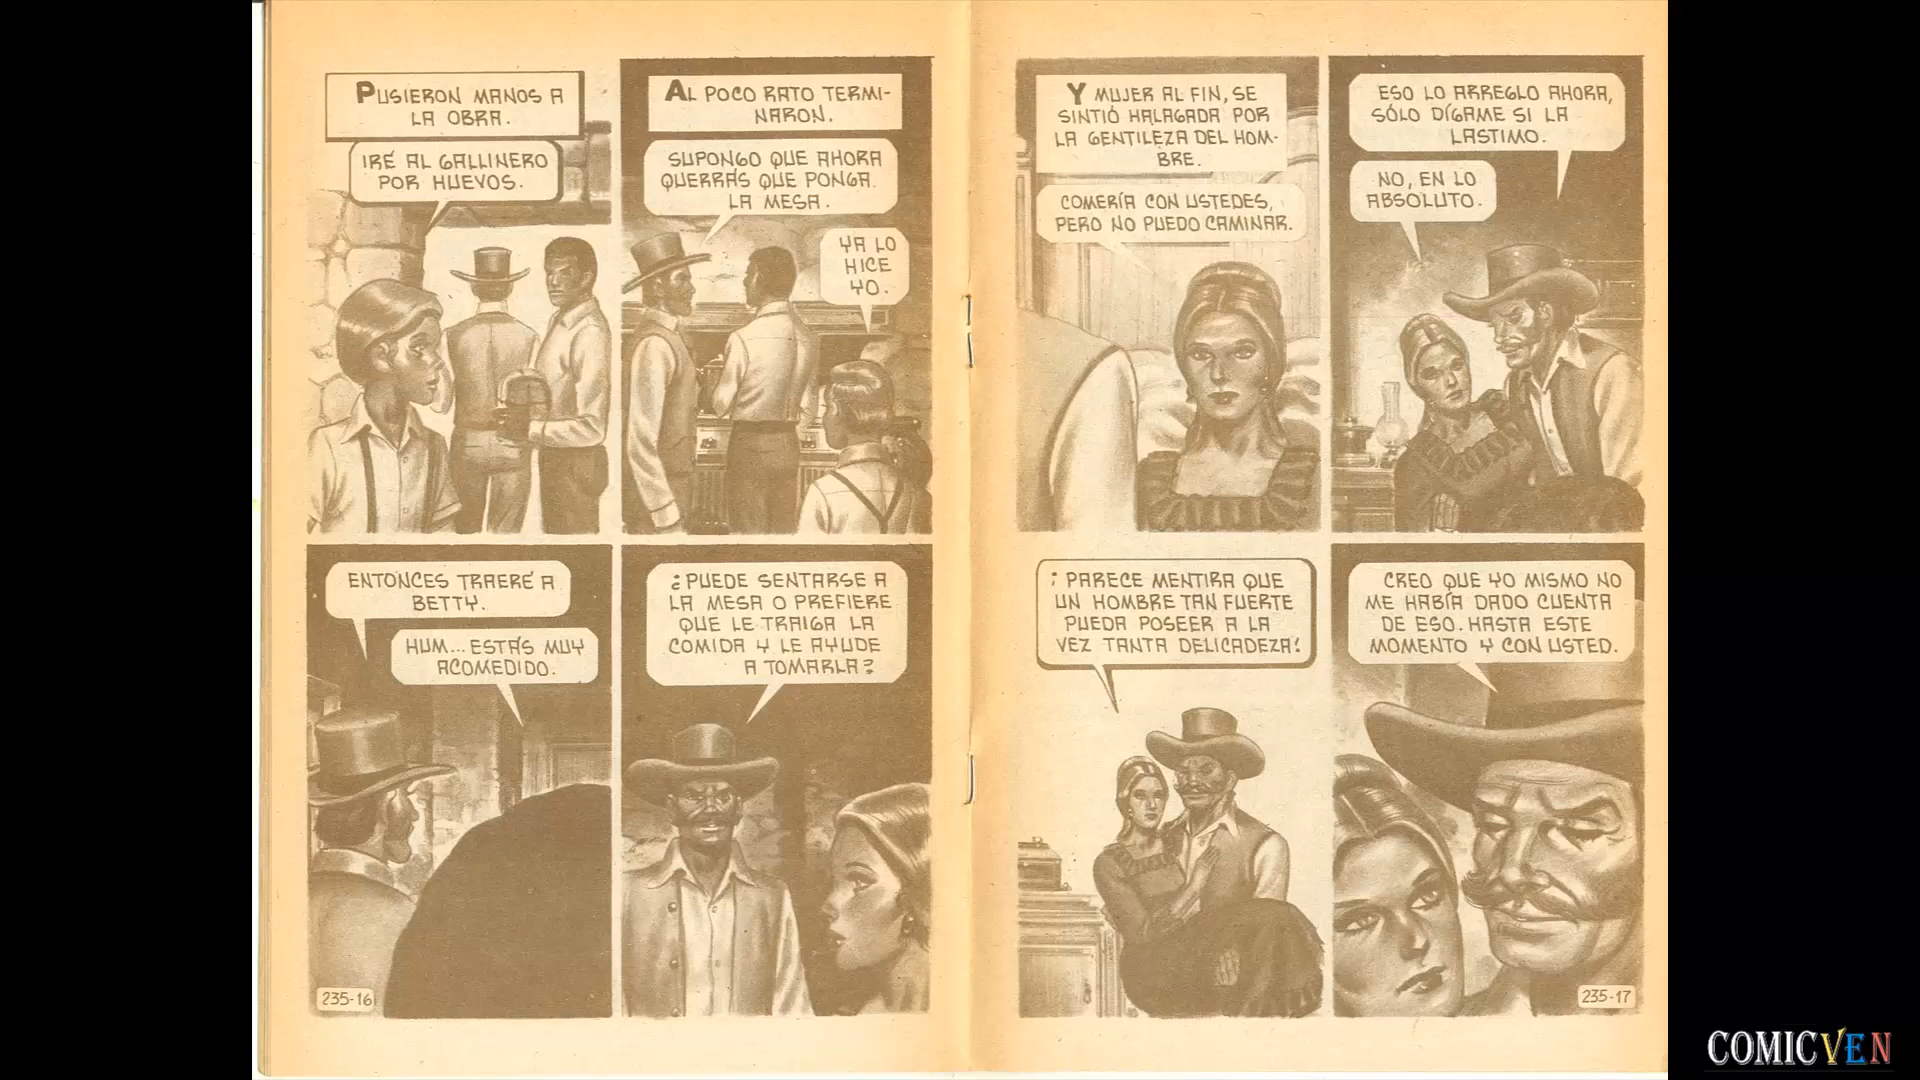 PUSIERON MANOS A
LA OBRA.
IRÉ AL GALLINERO
POR HUEVOS.
AL POCO RATO TERMI-
NARON.
SUPONGO QUE AHORA
QUERRÁS QUE PONGA
LA MESA.
YA LO
HICE
YO.
ENTONCES TRAERÉ A
BETTY.
HUM... ESTÁS MUY
ACOMEDIDO.
¿PUEDE SENTARSE A
LA MESA O PREFIERE
QUE LE TRAIGA LA
COMIDA Y LE AYUDE
A TOMARLA?
235-16
Y MUJER AL FIN, SE
SINTIÓ HALAGADA POR
LA GENTILEZA DEL HOM-
BRE.
COMERÍA CON USTEDES,
PERO NO PUEDO CAMINAR.
ESO LO ARREGLO AHORA,
SÓLO DÍGAME SI LA
LASTIMO.
NO, EN LO
ABSOLUTO.
¡PARECE MENTIRA QUE
UN HOMBRE TAN FUERTE
PUEDA POSEER A LA
VEZ TANTA DELICADEZA!
CREO QUE YO MISMO NO
ME HABÍA DADO CUENTA
DE ESO. HASTA ESTE
MOMENTO Y CON USTED.
235-17
COMICVEN